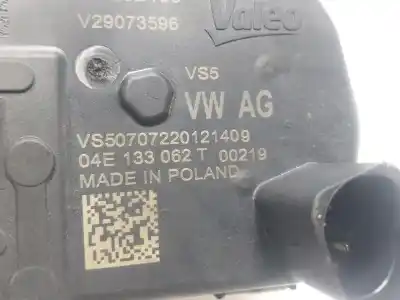 Valeo
V29073596
VS5
VW AG
VS50707220121409
04E 133 062 T 00219
MADE IN POLAND